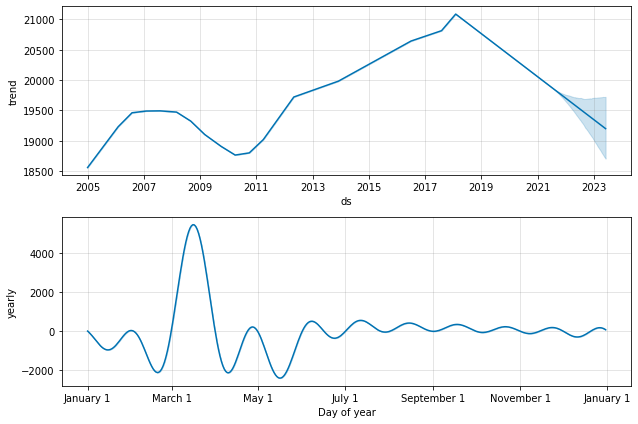 21000
20500
20000
19500
19000
18500
trend
2005 2007 2009 2011 2013 2015 2017 2019 2021 2023
ds
4000
2000
0
−2000
yearly
January 1 March 1 May 1 July 1 September 1 November 1 January 1
Day of year